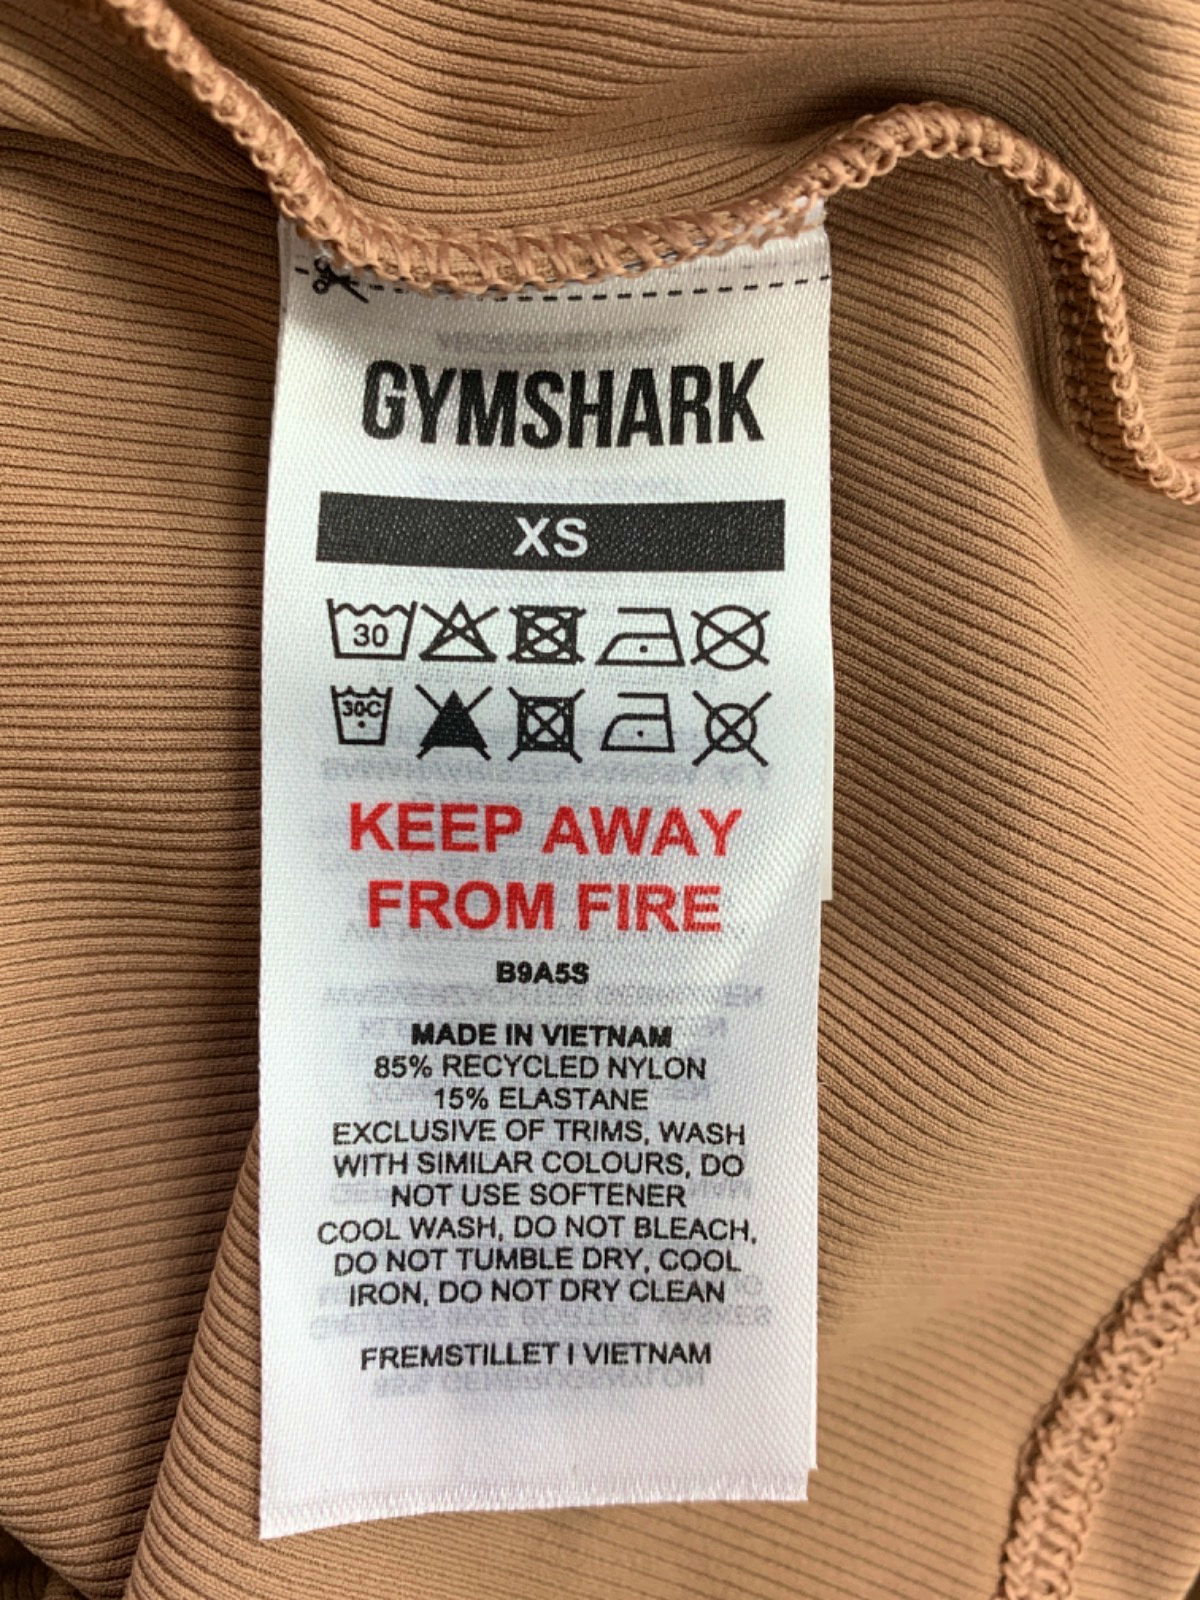 GYMSHARK
XS
30
30C
KEEP AWAY
FROM FIRE
B9A5S
MADE IN VIETNAM
85% RECYCLED NYLON
15% ELASTANE
EXCLUSIVE OF TRIMS, WASH
WITH SIMILAR COLOURS, DO
NOT USE SOFTENER
COOL WASH, DO NOT BLEACH,
DO NOT TUMBLE DRY, COOL
IRON, DO NOT DRY CLEAN
FREMSTILLET I VIETNAM